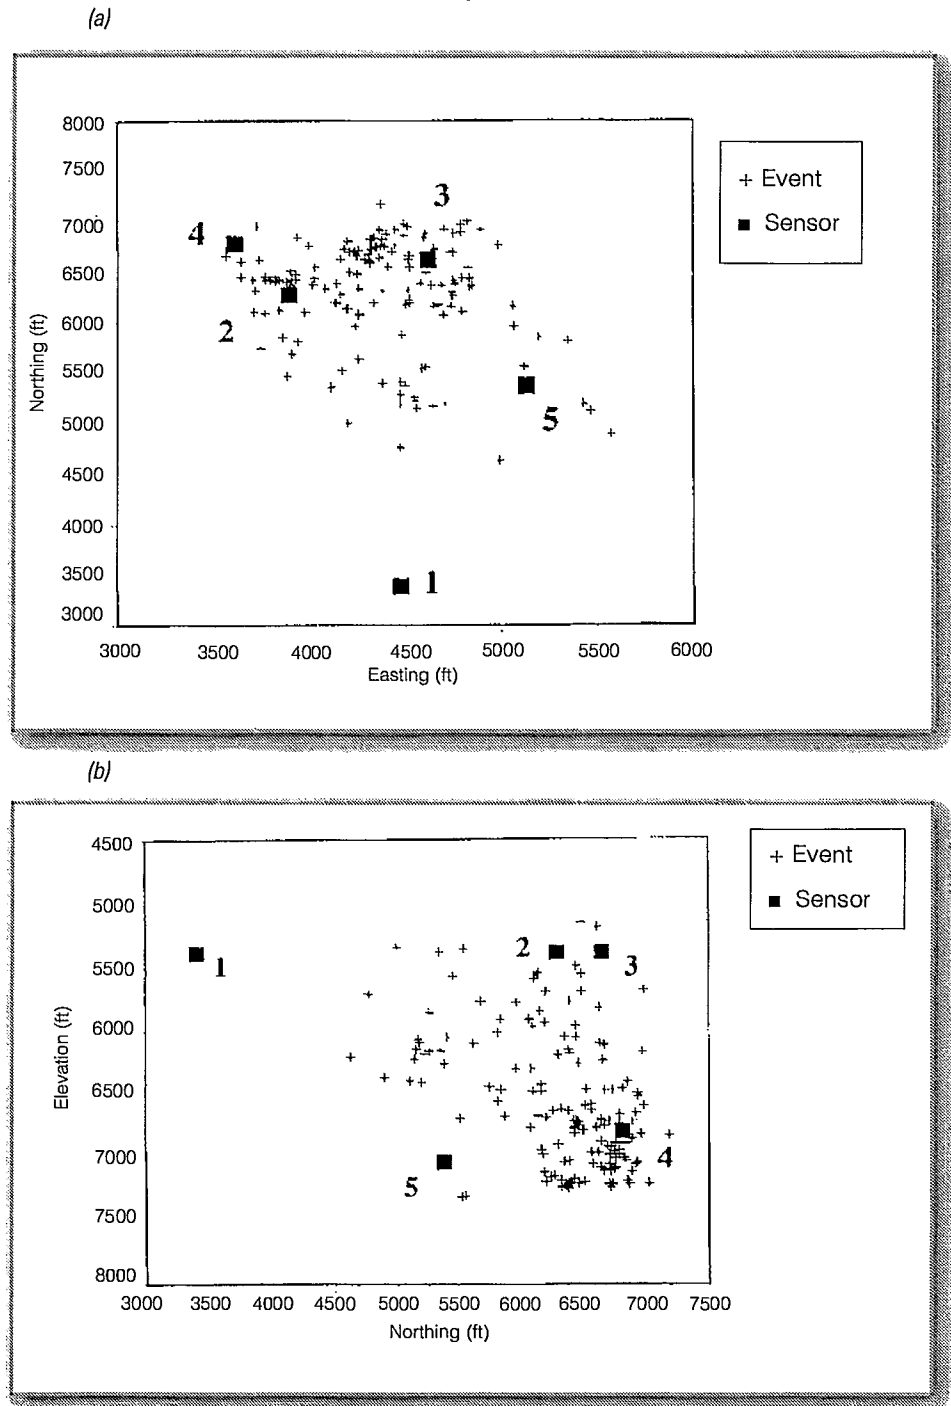 (a)
8000
7500
7000
6500
6000
5500
5000
4500
4000
3500
3000
Northing (ft)
3000 3500 4000 4500 5000 5500 6000
Easting (ft)
4
3
2
5
1
+ Event
■ Sensor
(b)
4500
5000
5500
6000
6500
7000
7500
8000
Elevation (ft)
3000 3500 4000 4500 5000 5500 6000 6500 7000 7500
Northing (ft)
1
2
3
4
5
+ Event
■ Sensor